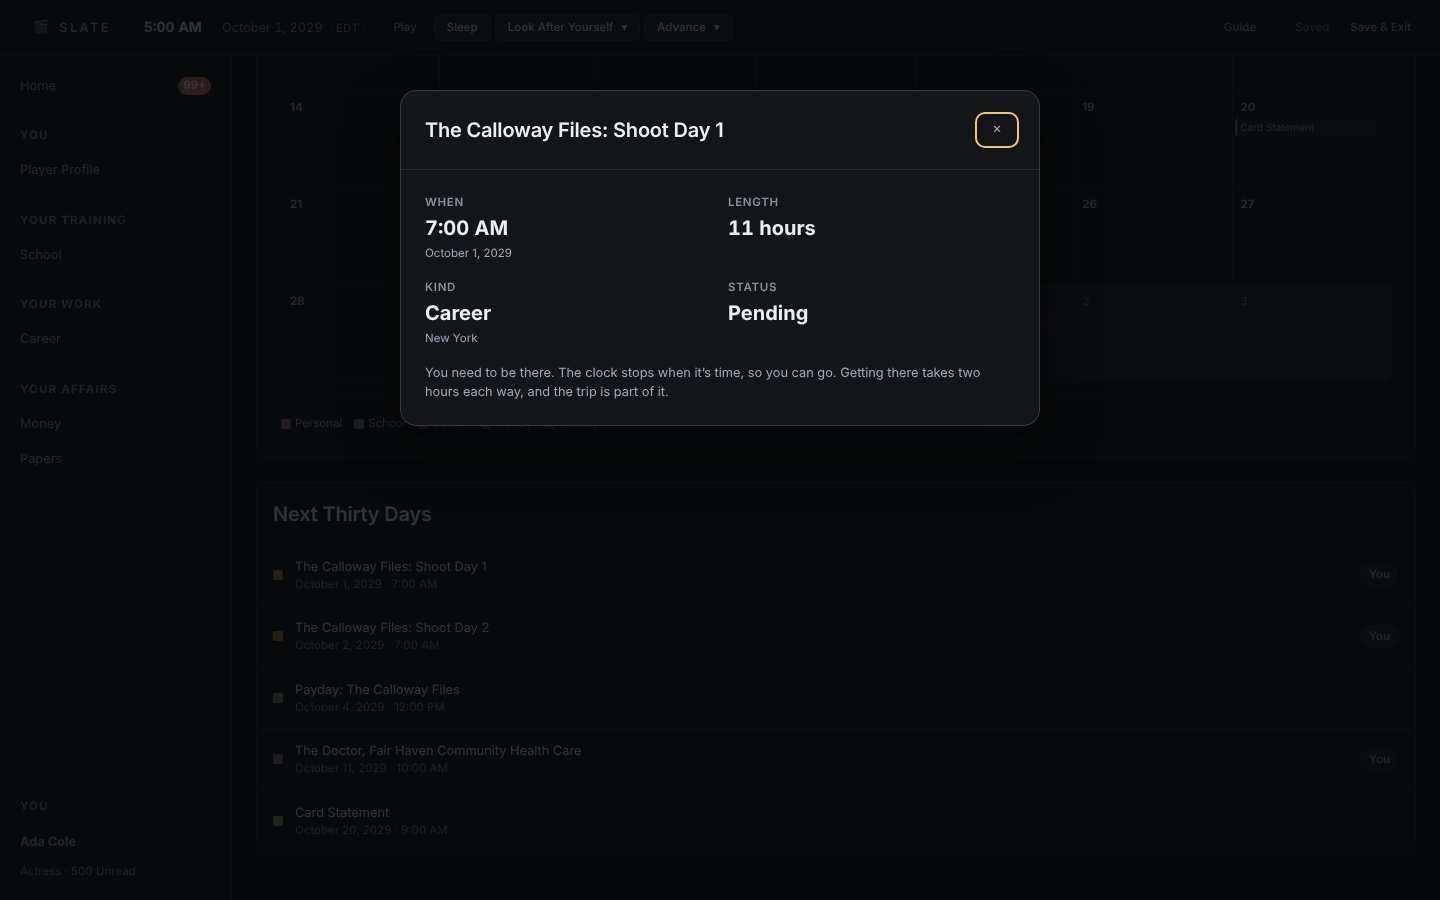 SLATE
5:00 AM October 1, 2029 · EDT Play Sleep Look After Yourself ▾ Advance ▾ Guide Saved Save & Exit
Home 99+
YOU
Player Profile
YOUR TRAINING
School
YOUR WORK
Career
YOUR AFFAIRS
Money
Papers
YOU
Ada Cole
Actress · 500 Unread
14 19 20
Card Statement
21 26 27
28 2 3
Personal School
The Calloway Files: Shoot Day 1 ×
WHEN LENGTH
7:00 AM 11 hours
October 1, 2029
KIND STATUS
Career Pending
New York
You need to be there. The clock stops when it’s time, so you can go. Getting there takes two
hours each way, and the trip is part of it.
Next Thirty Days
The Calloway Files: Shoot Day 1
October 1, 2029 · 7:00 AM
You
The Calloway Files: Shoot Day 2
October 2, 2029 · 7:00 AM
You
Payday: The Calloway Files
October 4, 2029 · 12:00 PM
The Doctor, Fair Haven Community Health Care
October 11, 2029 · 10:00 AM
You
Card Statement
October 20, 2029 · 9:00 AM